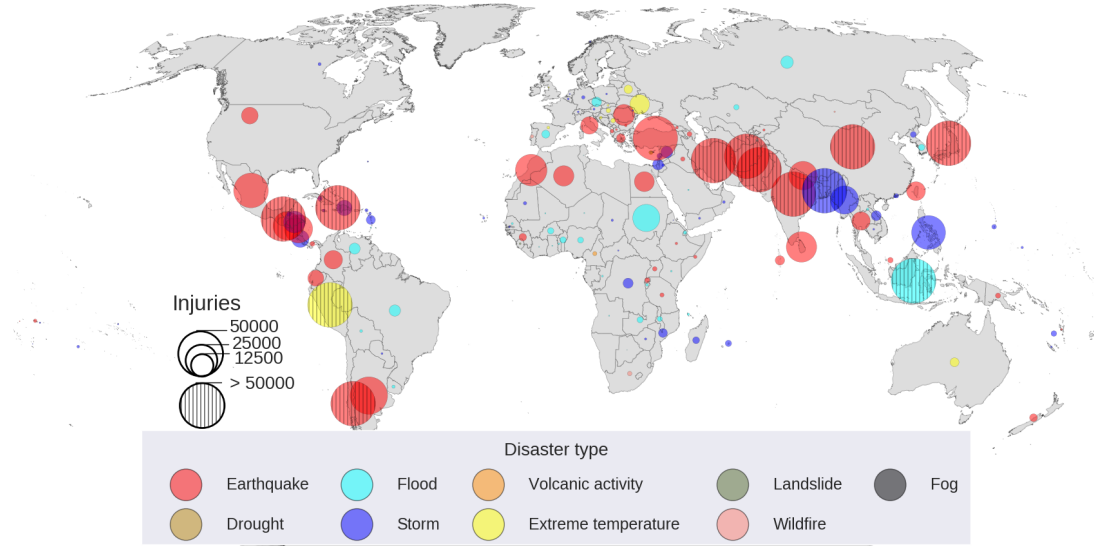 Injuries
50000
25000
12500
> 50000
Disaster type
Earthquake Flood Volcanic activity Landslide Fog
Drought Storm Extreme temperature Wildfire